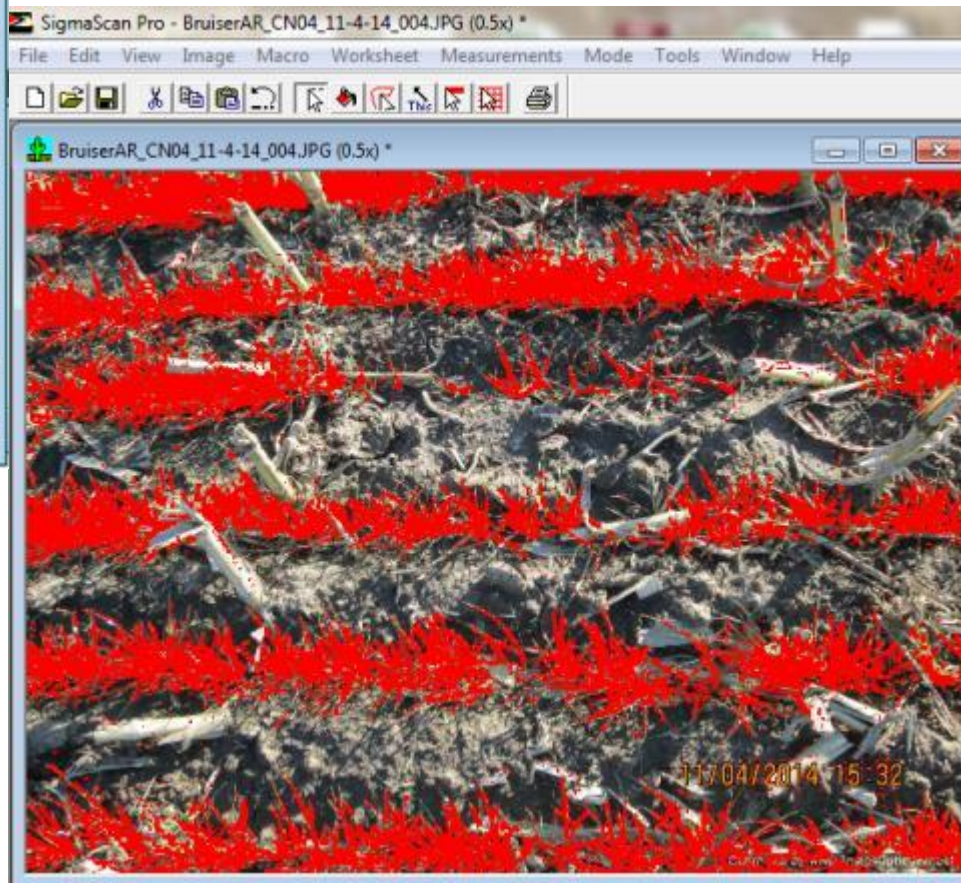 SigmaScan Pro - BruiserAR_CN04_11-4-14_004.JPG (0.5x) *
File Edit View Image Macro Worksheet Measurements Mode Tools Window Help
This
BruiserAR_CN04_11-4-14_004.JPG (0.5x) *
11/04/2014 15:32